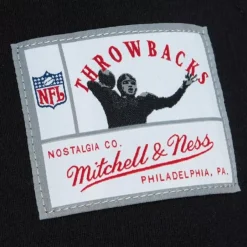 THROWBACKS
NFL
NOSTALGIA CO.
Mitchell & Ness
PHILADELPHIA, PA.